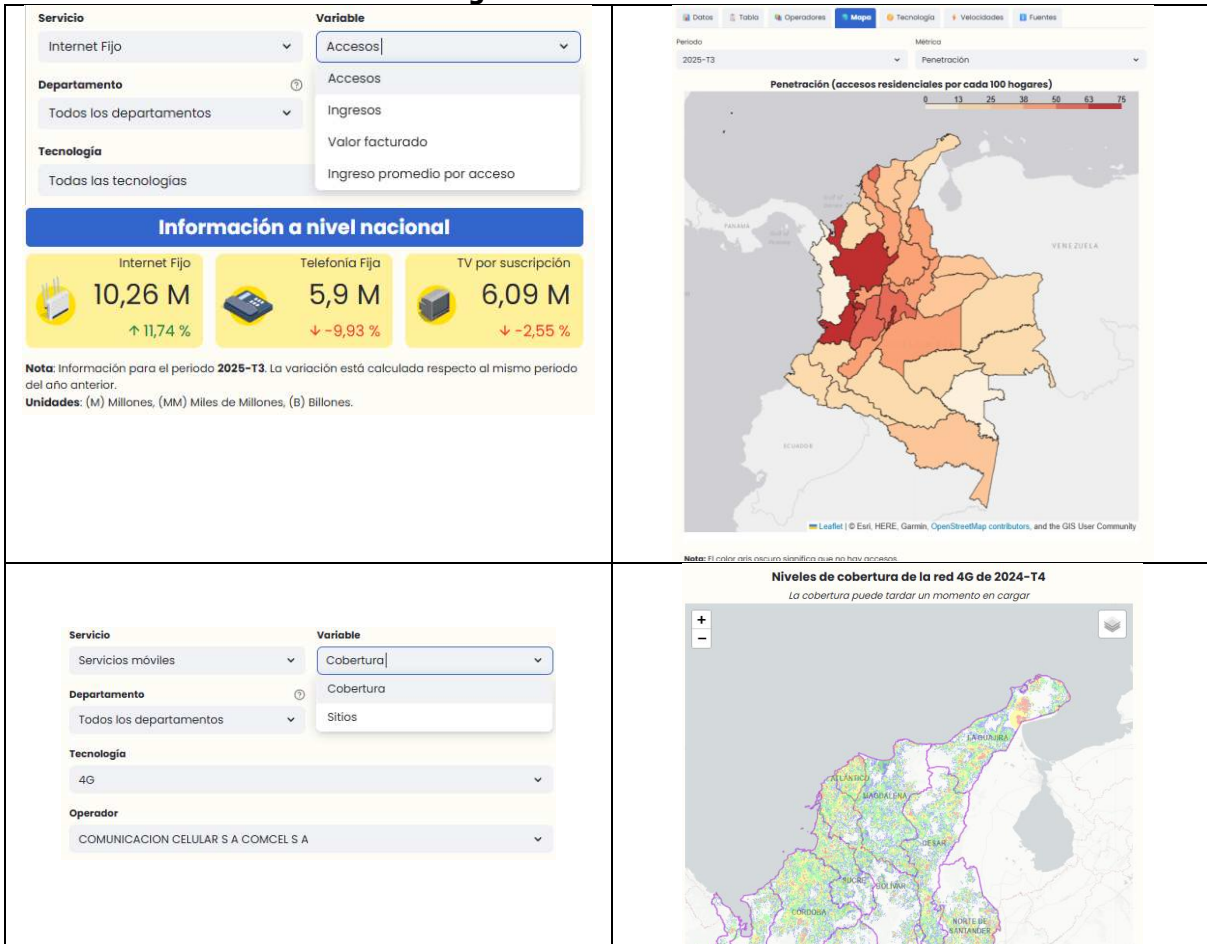 Servicio
Variable
Internet Fijo
Accesos
Departamento
Accesos
Todos los departamentos
Ingresos
Tecnología
Valor facturado
Todas las tecnologías
Ingreso promedio por acceso
Información a nivel nacional
Internet Fijo
10,26 M
↑ 11,74 %
Telefonía Fija
5,9 M
↓ -9,93 %
TV por suscripción
6,09 M
↓ -2,55 %
Nota: Información para el periodo 2025-T3. La variación está calculada respecto al mismo periodo
del año anterior.
Unidades: (M) Millones, (MM) Miles de Millones, (B) Billones.
Datos Tabla Operadores Mapa Tecnología Velocidades Fuentes
Periodo
Métrica
2025-T3
Penetración
Penetración (accesos residenciales por cada 100 hogares)
0 13 25 38 50 63 75
PANAMÁ
VENEZUELA
ECUADOR
Leaflet | © Esri, HERE, Garmin, OpenStreetMap contributors, and the GIS User Community
Nota: El color gris oscuro significa que no hay accesos.
Servicio
Variable
Servicios móviles
Cobertura
Departamento
Cobertura
Todos los departamentos
Sitios
Tecnología
4G
Operador
COMUNICACION CELULAR S A COMCEL S A
Niveles de cobertura de la red 4G de 2024-T4
La cobertura puede tardar un momento en cargar
+
−
LA GUAJIRA
ATLÁNTICO
MAGDALENA
CESAR
SUCRE
BOLÍVAR
CÓRDOBA
NORTE DE
SANTANDER